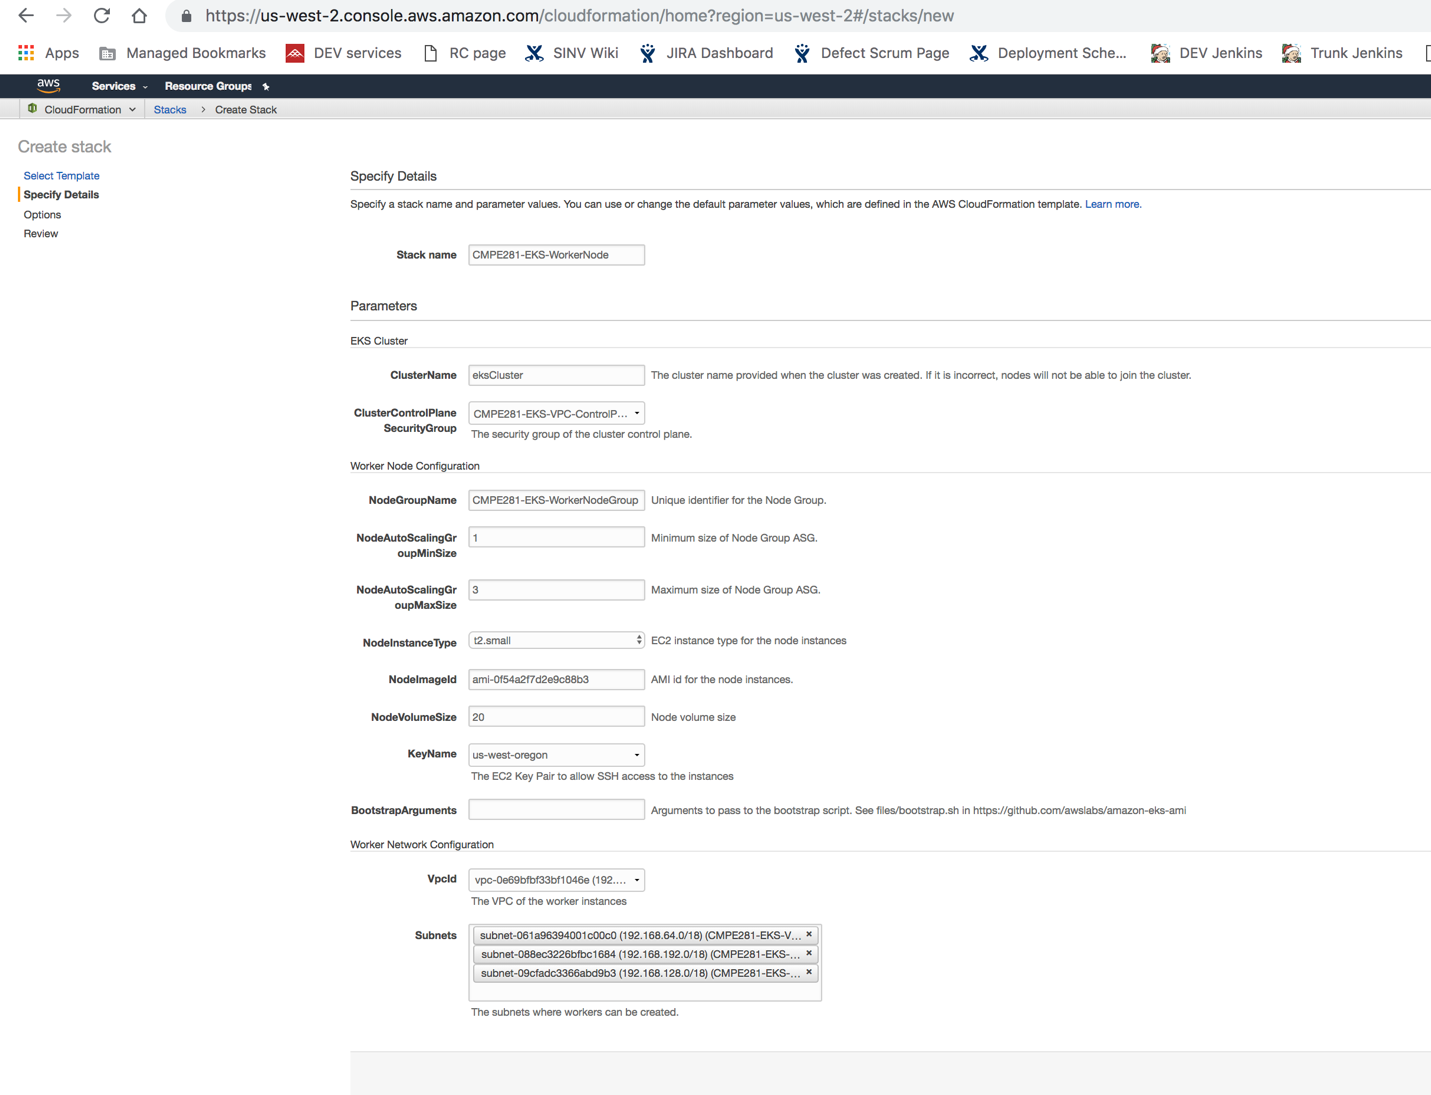 https://us-west-2.console.aws.amazon.com/cloudformation/home?region=us-west-2#/stacks/new
Apps Managed Bookmarks DEV services RC page SINV Wiki JIRA Dashboard Defect Scrum Page Deployment Sche... DEV Jenkins Trunk Jenkins
aws Services Resource Groups
CloudFormation Stacks > Create Stack
Create stack
Select Template
Specify Details
Options
Review
Specify Details
Specify a stack name and parameter values. You can use or change the default parameter values, which are defined in the AWS CloudFormation template. Learn more.
Stack name CMPE281-EKS-WorkerNode
Parameters
EKS Cluster
ClusterName eksCluster The cluster name provided when the cluster was created. If it is incorrect, nodes will not be able to join the cluster.
ClusterControlPlane CMPE281-EKS-VPC-ControlP...
SecurityGroup
The security group of the cluster control plane.
Worker Node Configuration
NodeGroupName CMPE281-EKS-WorkerNodeGroup Unique identifier for the Node Group.
NodeAutoScalingGr 1 Minimum size of Node Group ASG.
oupMinSize
NodeAutoScalingGr 3 Maximum size of Node Group ASG.
oupMaxSize
NodeInstanceType t2.small EC2 instance type for the node instances
NodeImageId ami-0f54a2f7d2e9c88b3 AMI id for the node instances.
NodeVolumeSize 20 Node volume size
KeyName us-west-oregon
The EC2 Key Pair to allow SSH access to the instances
BootstrapArguments Arguments to pass to the bootstrap script. See files/bootstrap.sh in https://github.com/awslabs/amazon-eks-ami
Worker Network Configuration
VpcId vpc-0e69bfbf33bf1046e (192....
The VPC of the worker instances
Subnets subnet-061a96394001c00c0 (192.168.64.0/18) (CMPE281-EKS-V... ×
subnet-088ec3226bfbc1684 (192.168.192.0/18) (CMPE281-EKS-... ×
subnet-09cfadc3366abd9b3 (192.168.128.0/18) (CMPE281-EKS-... ×
The subnets where workers can be created.